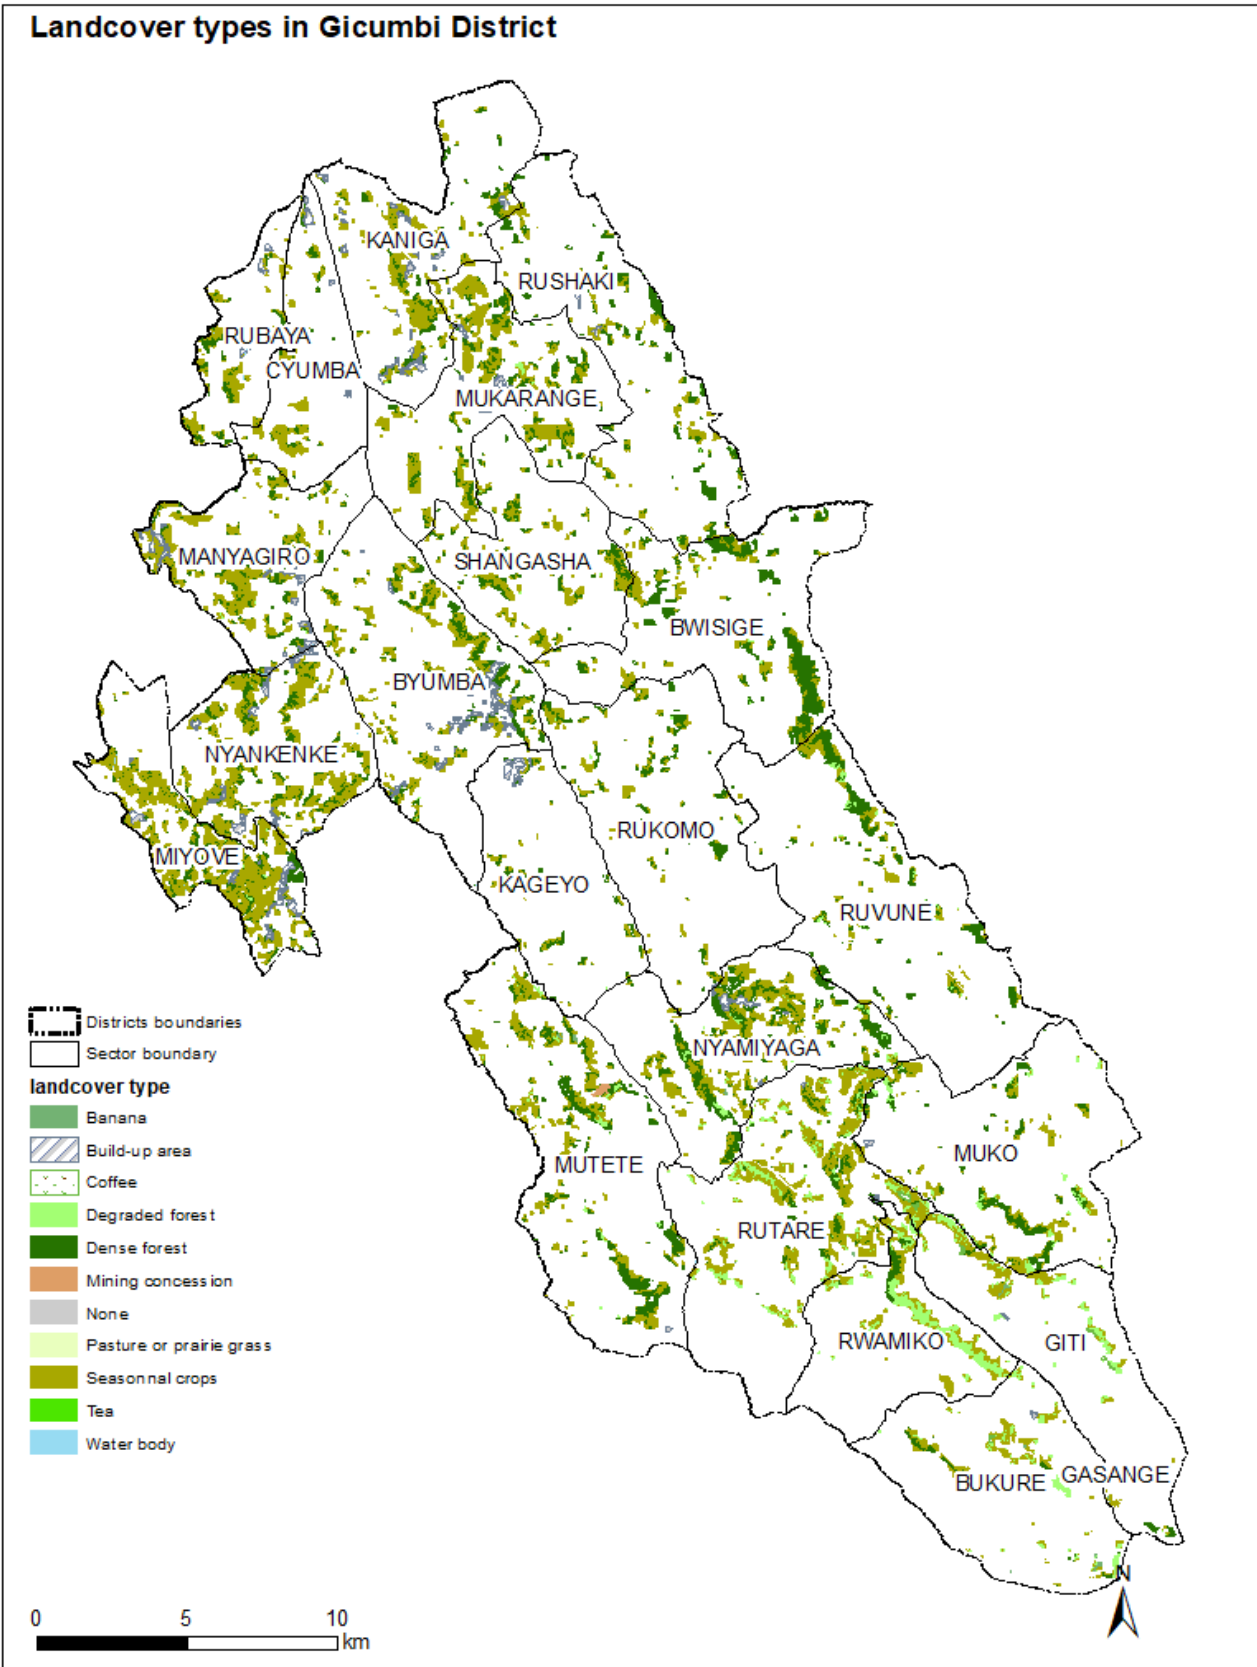 Landcover types in Gicumbi District
KANIGA
RUSHAKI
RUBAYA
CYUMBA
MUKARANGE
MANYAGIRO
SHANGASHA
BWISIGE
BYUMBA
NYANKENKE
RUKOMO
MIYOVE
KAGEYO
RUVUNE
NYAMIYAGA
MUTETE
MUKO
RUTARE
RWAMIKO
GITI
BUKURE
GASANGE
Districts boundaries
Sector boundary
landcover type
Banana
Build-up area
Coffee
Degraded forest
Dense forest
Mining concession
None
Pasture or prairie grass
Seasonnal crops
Tea
Water body
0 5 10
km
N